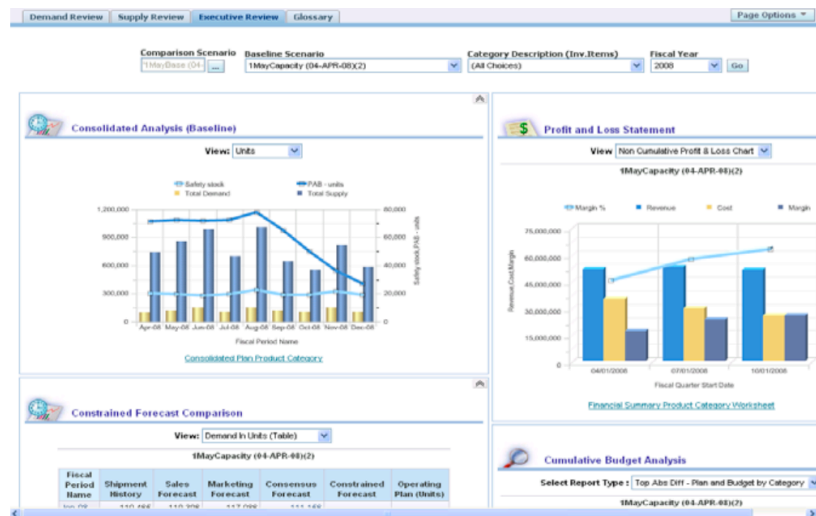 Demand Review Supply Review Executive Review Glossary Page Options
Comparison Scenario Baseline Scenario Category Description (Inv.Items) Fiscal Year
1MayBase (04- ... 1MayCapacity (04-APR-08)(2) (All Choices) 2008 Go
Consolidated Analysis (Baseline)
View: Units
Safety stock PAB - units
Total Demand Total Supply
1,200,000 80,000
900,000 60,000
600,000 40,000
300,000 20,000
0 0
Safety stock,PAB - units
Apr-08 May-08 Jun-08 Jul-08 Aug-08 Sep-08 Oct-08 Nov-08 Dec-08
Fiscal Period Name
Consolidated Plan Product Category
Constrained Forecast Comparison
View: Demand In Units (Table)
1MayCapacity (04-APR-08)(2)
Fiscal Period Name Shipment History Sales Forecast Marketing Forecast Consensus Forecast Constrained Forecast Operating Plan (Units)
Profit and Loss Statement
View Non Cumulative Profit & Loss Chart
1MayCapacity (04-APR-08)(2)
Margin % Revenue Cost Margin
75,000,000
60,000,000
45,000,000
30,000,000
15,000,000
0
Revenue,Cost,Margin
04/01/2008 07/01/2008 10/01/2008
Fiscal Quarter Start Date
Financial Summary Product Category Worksheet
Cumulative Budget Analysis
Select Report Type : Top Abs Diff - Plan and Budget by Category
1MayCapacity (04-APR-08)(2)